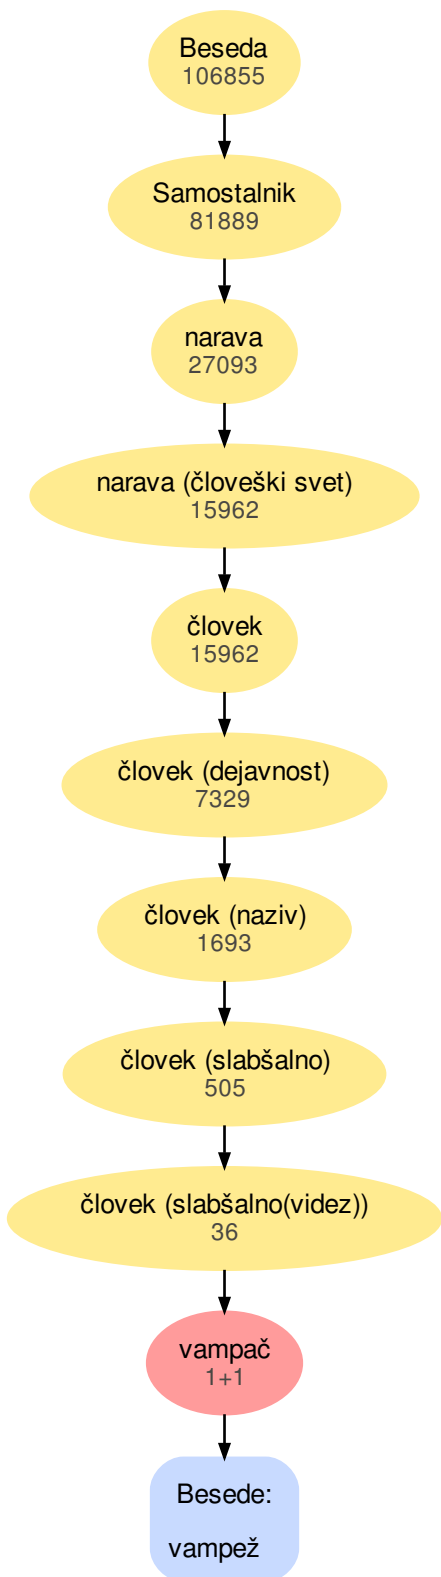 Beseda
106855
Samostalnik
81889
narava
27093
narava (človeški svet)
15962
človek
15962
človek (dejavnost)
7329
človek (naziv)
1693
človek (slabšalno)
505
človek (slabšalno(videz))
36
vampač
1+1
Besede:
vampež